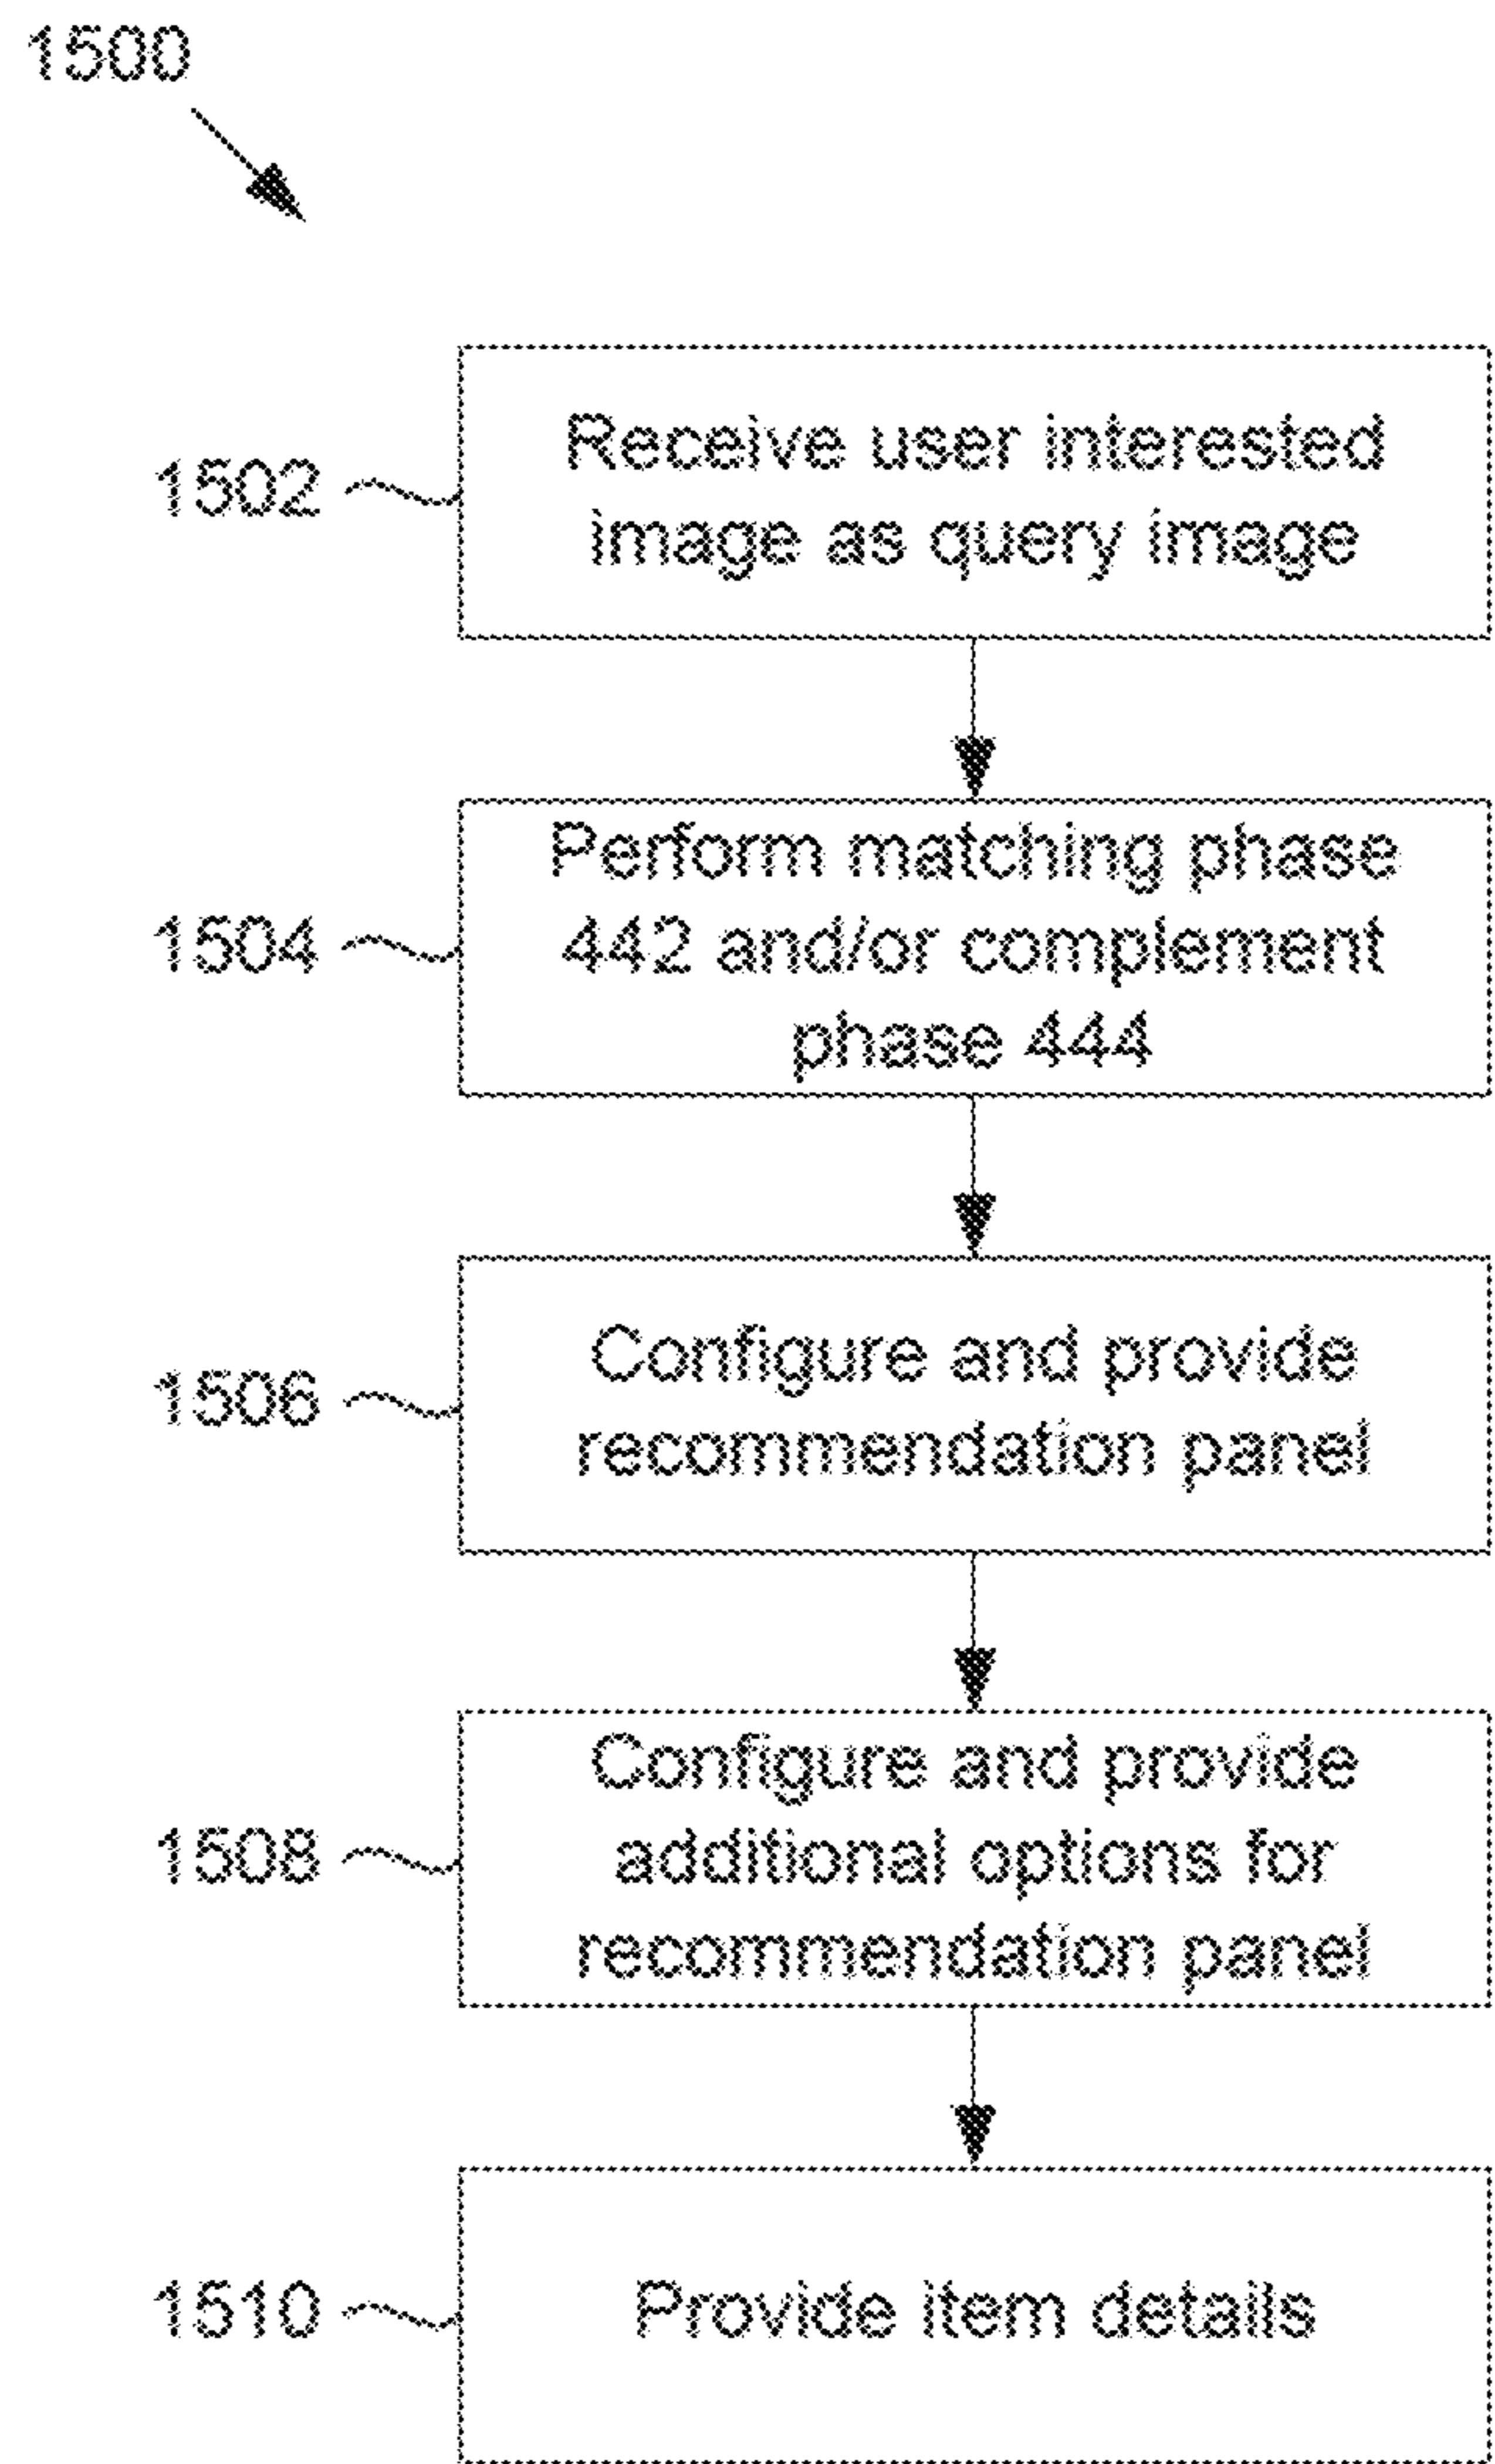 1500
1502
Receive user interested
image as query image
1504
Perform matching phase
442 and/or complement
phase 444
1506
Configure and provide
recommendation panel
1508
Configure and provide
additional options for
recommendation panel
1510
Provide item details